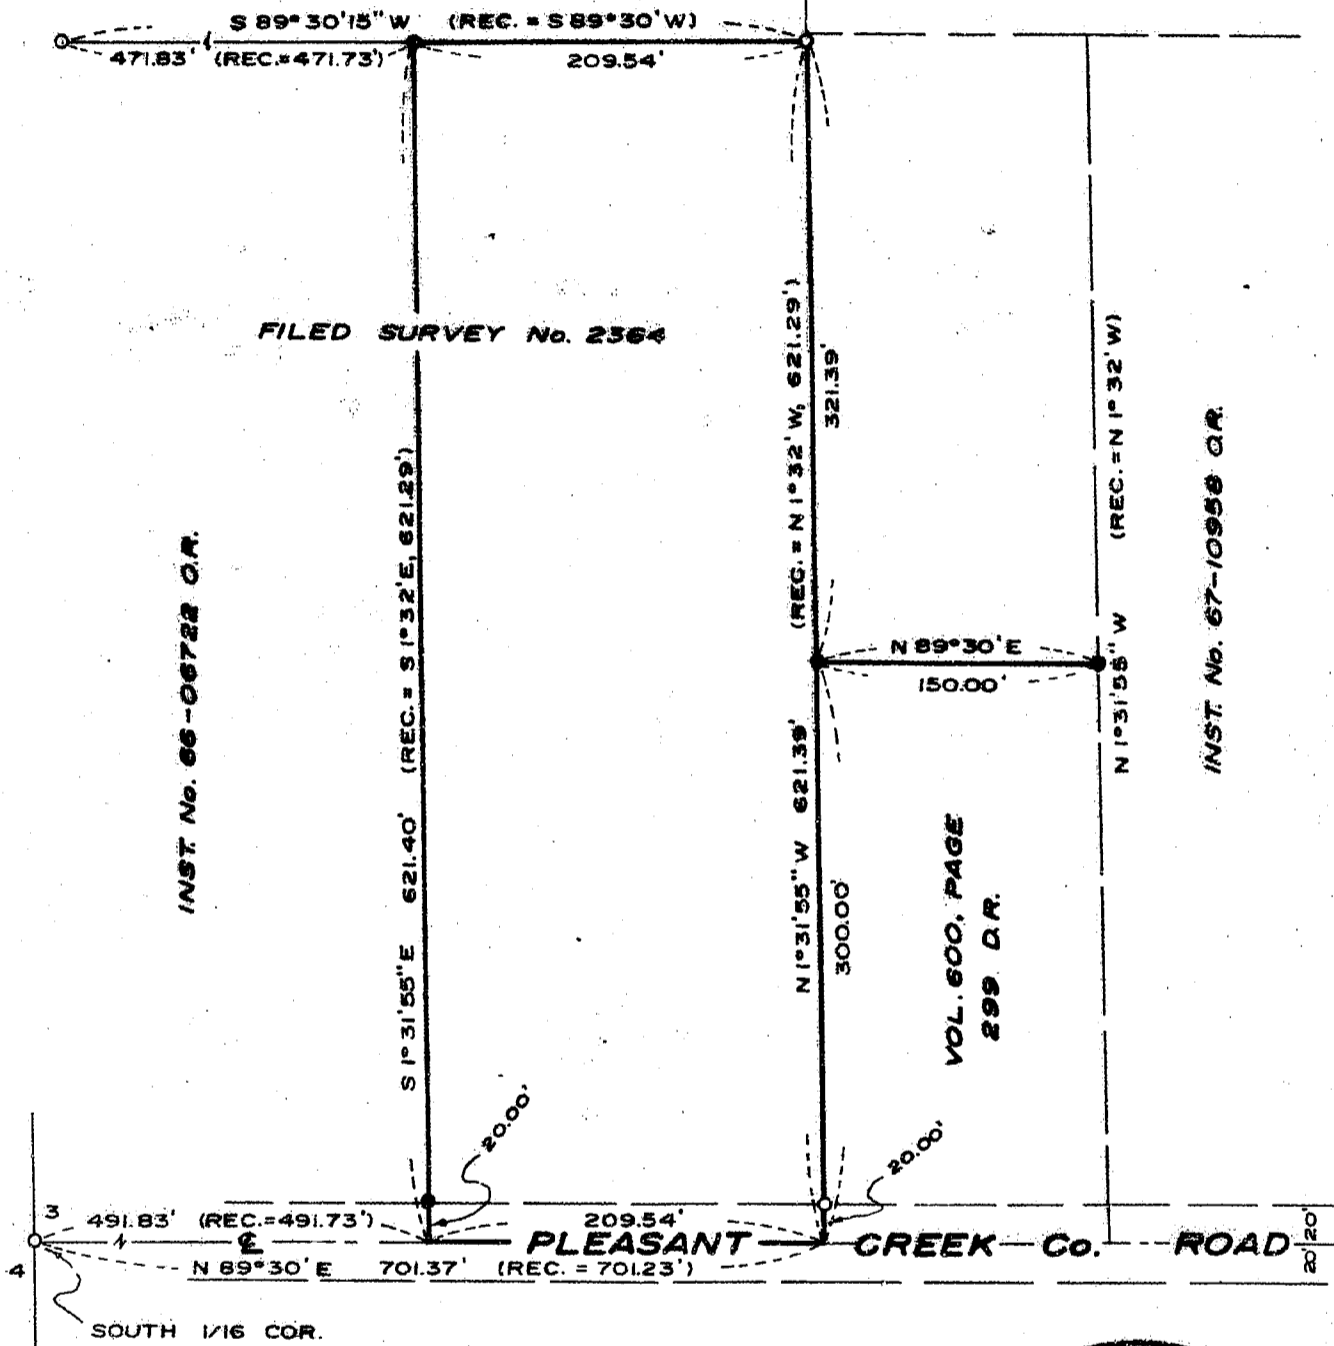 S 89°30'15" W (REC. = S 89°30' W)
471.83' (REC.=471.73')
209.54'
FILED SURVEY No. 2364
INST. No. 66-06722 O.R.
S 1°31'55" E 621.40' (REC. = S 1°32' E, 621.29')
(REC. = N 1°32' W, 621.29')
321.39'
N 1°31'55" W 621.39'
300.00'
N 89°30' E
150.00'
N 1°31'55" W (REC. = N 1°32' W)
INST. No. 67-10958 O.R.
VOL. 600, PAGE
299 D.R.
20.00'
20.00'
3
4
491.83' (REC.=491.73')
209.54'
℄ PLEASANT CREEK Co. ROAD
20' 20'
N 89°30' E 701.37' (REC. = 701.23')
SOUTH 1/16 COR.